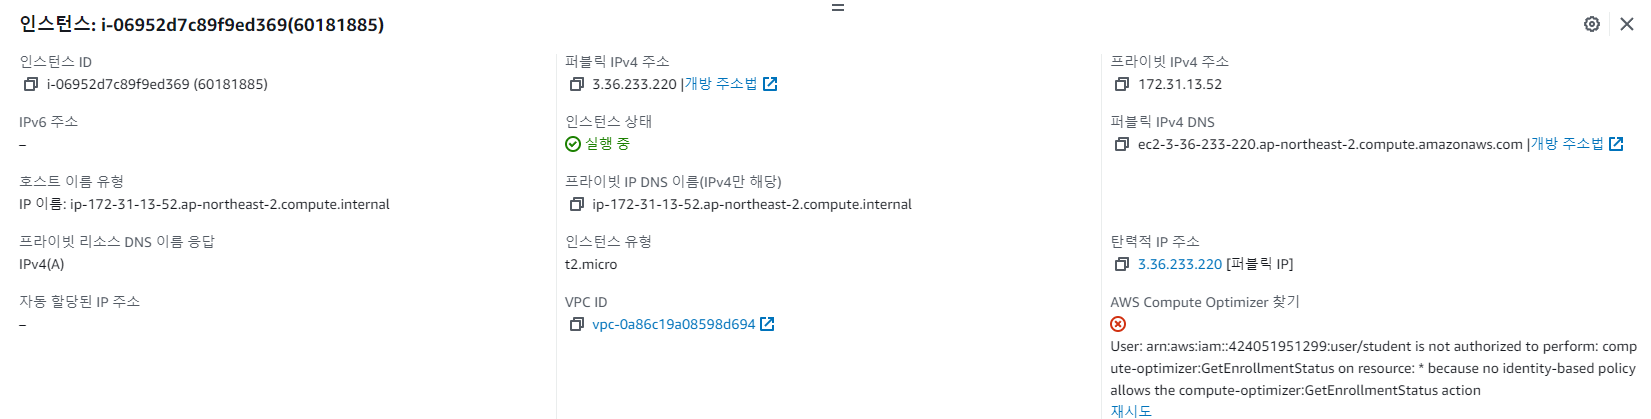 인스턴스: i-06952d7c89f9ed369(60181885)
인스턴스 ID
i-06952d7c89f9ed369 (60181885)
퍼블릭 IPv4 주소
3.36.233.220 |개방 주소법
프라이빗 IPv4 주소
172.31.13.52
IPv6 주소
–
인스턴스 상태
실행 중
퍼블릭 IPv4 DNS
ec2-3-36-233-220.ap-northeast-2.compute.amazonaws.com |개방 주소법
호스트 이름 유형
IP 이름: ip-172-31-13-52.ap-northeast-2.compute.internal
프라이빗 IP DNS 이름(IPv4만 해당)
ip-172-31-13-52.ap-northeast-2.compute.internal
프라이빗 리소스 DNS 이름 응답
IPv4(A)
인스턴스 유형
t2.micro
탄력적 IP 주소
3.36.233.220 [퍼블릭 IP]
자동 할당된 IP 주소
–
VPC ID
vpc-0a86c19a08598d694
AWS Compute Optimizer 찾기
User: arn:aws:iam::424051951299:user/student is not authorized to perform: comp
ute-optimizer:GetEnrollmentStatus on resource: * because no identity-based policy
allows the compute-optimizer:GetEnrollmentStatus action
재시도